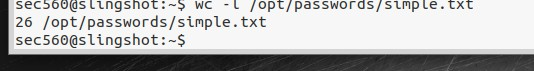 sec560@slingshot:~$ wc -l /opt/passwords/simple.txt
26 /opt/passwords/simple.txt
sec560@slingshot:~$